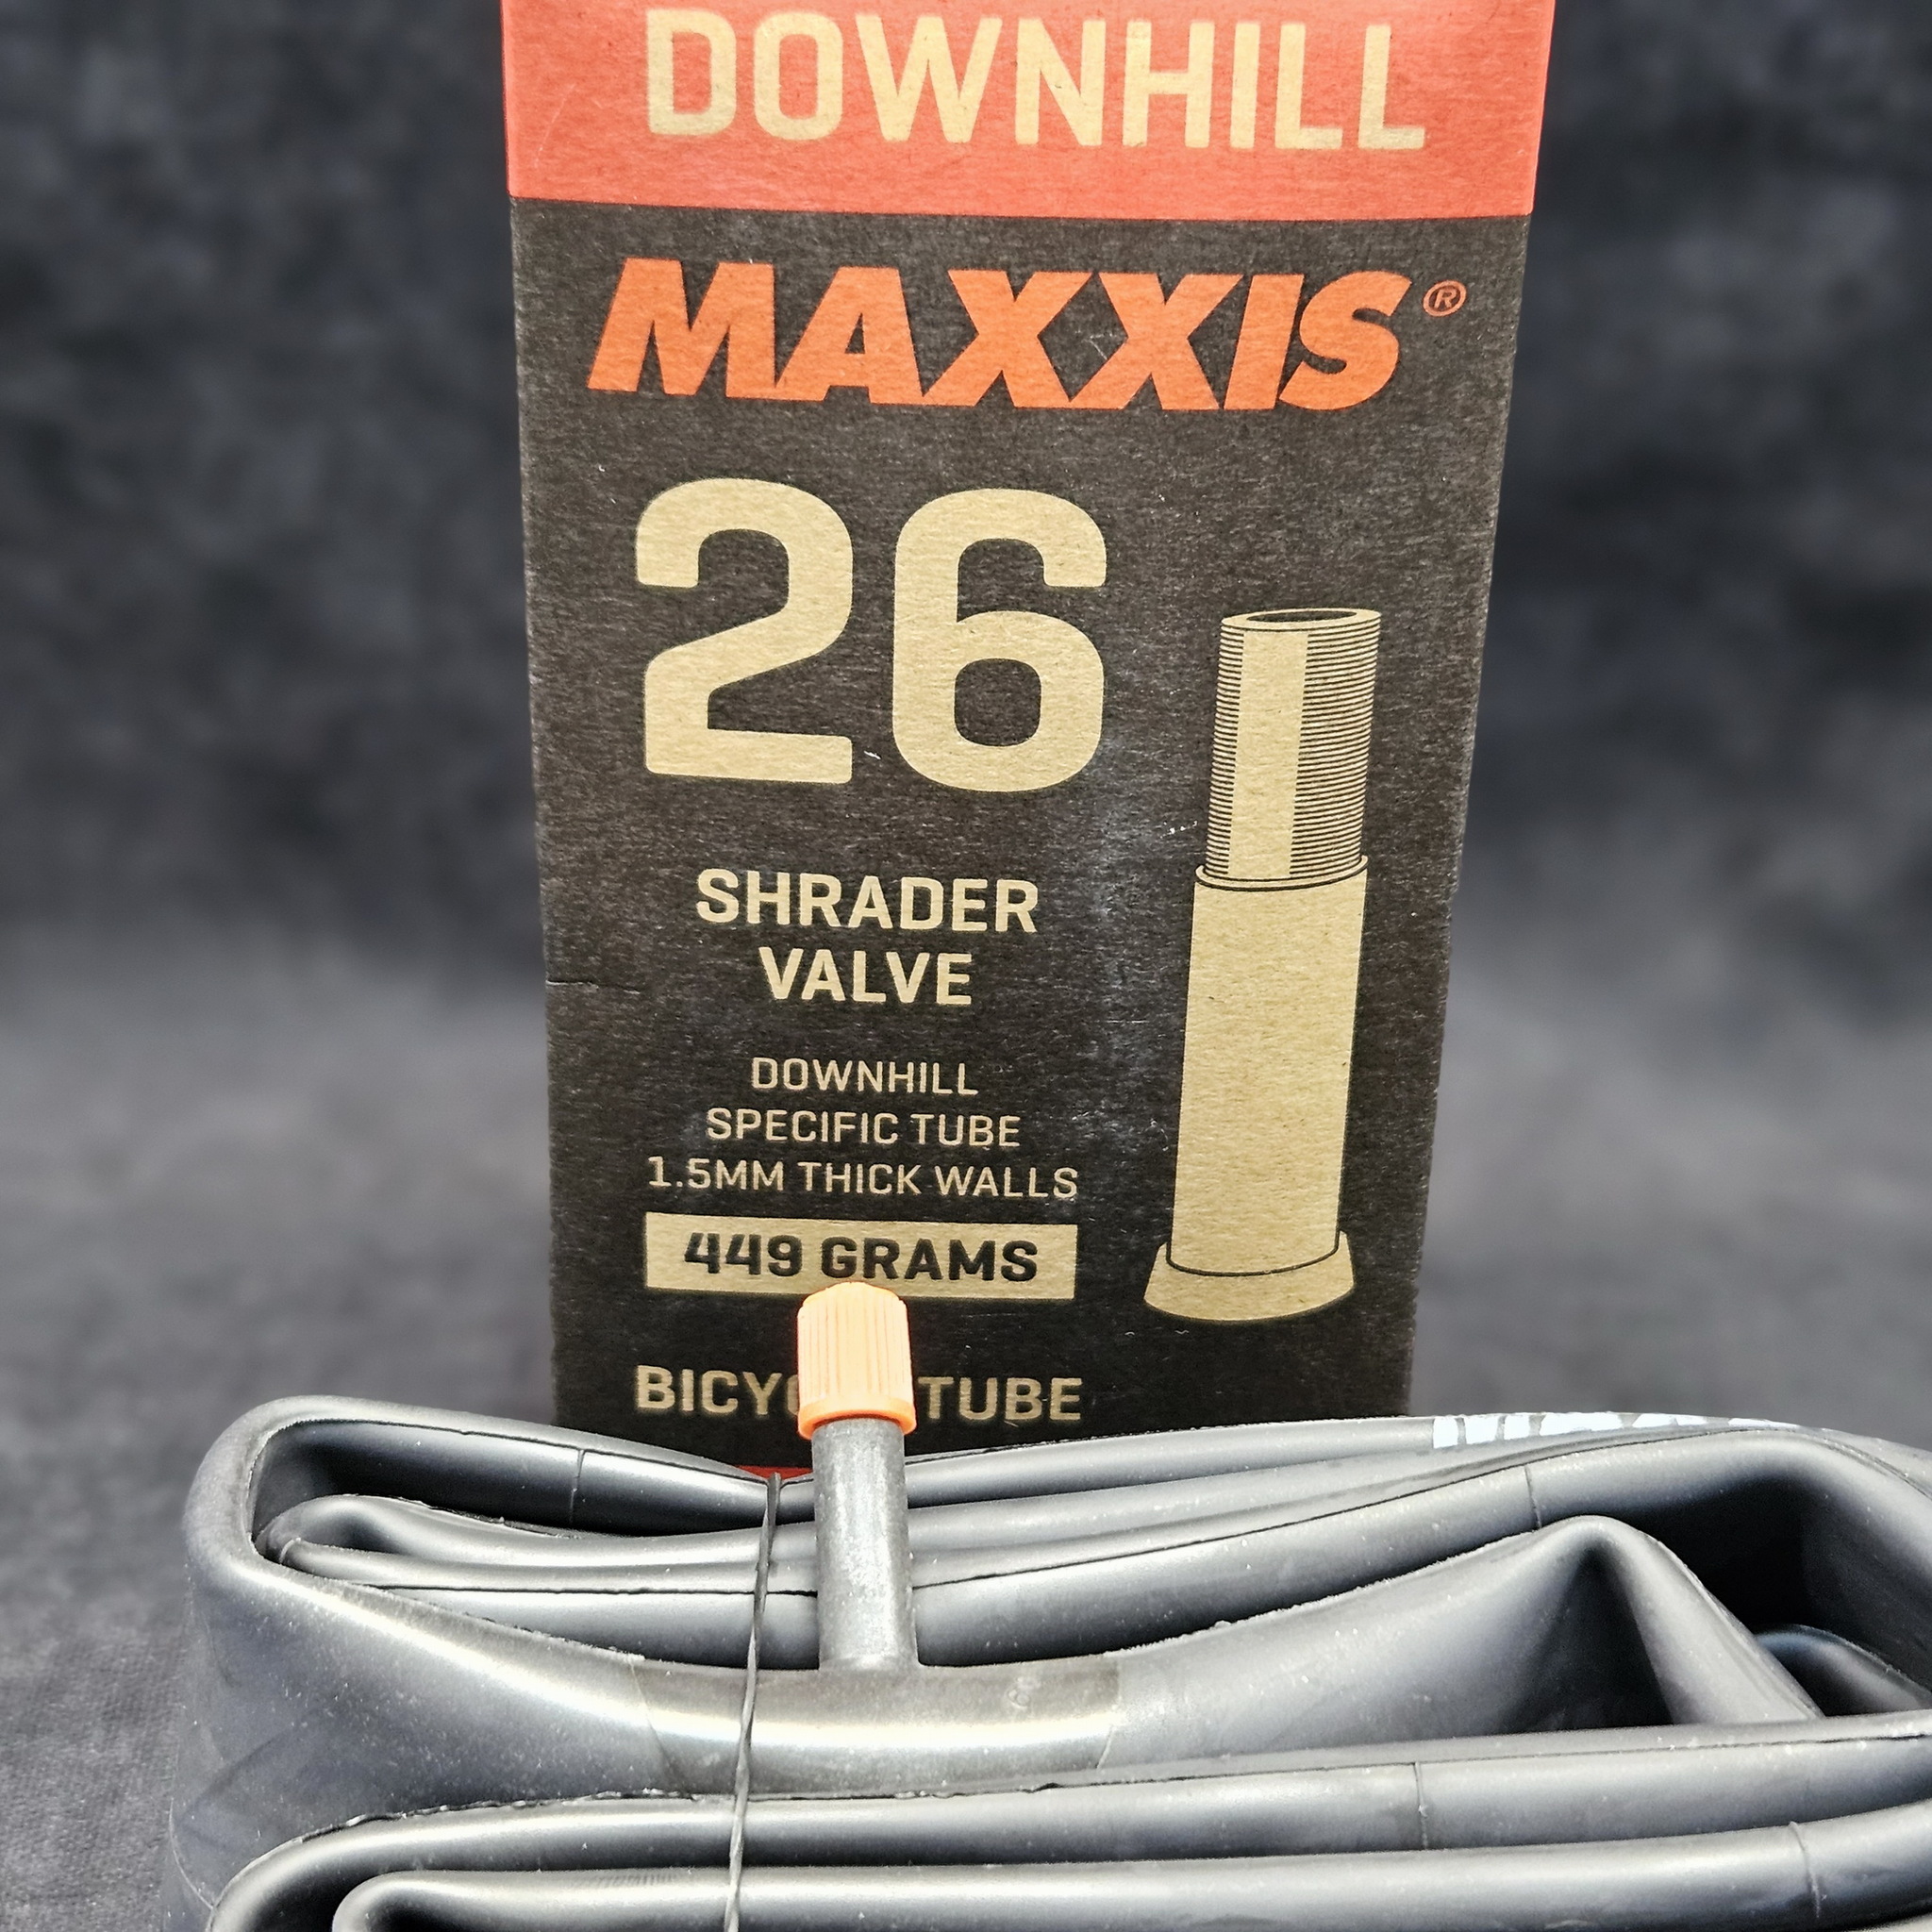 DOWNHILL
MAXXIS®
26
SHRADER
VALVE
DOWNHILL
SPECIFIC TUBE
1.5MM THICK WALLS
449 GRAMS
TUBE